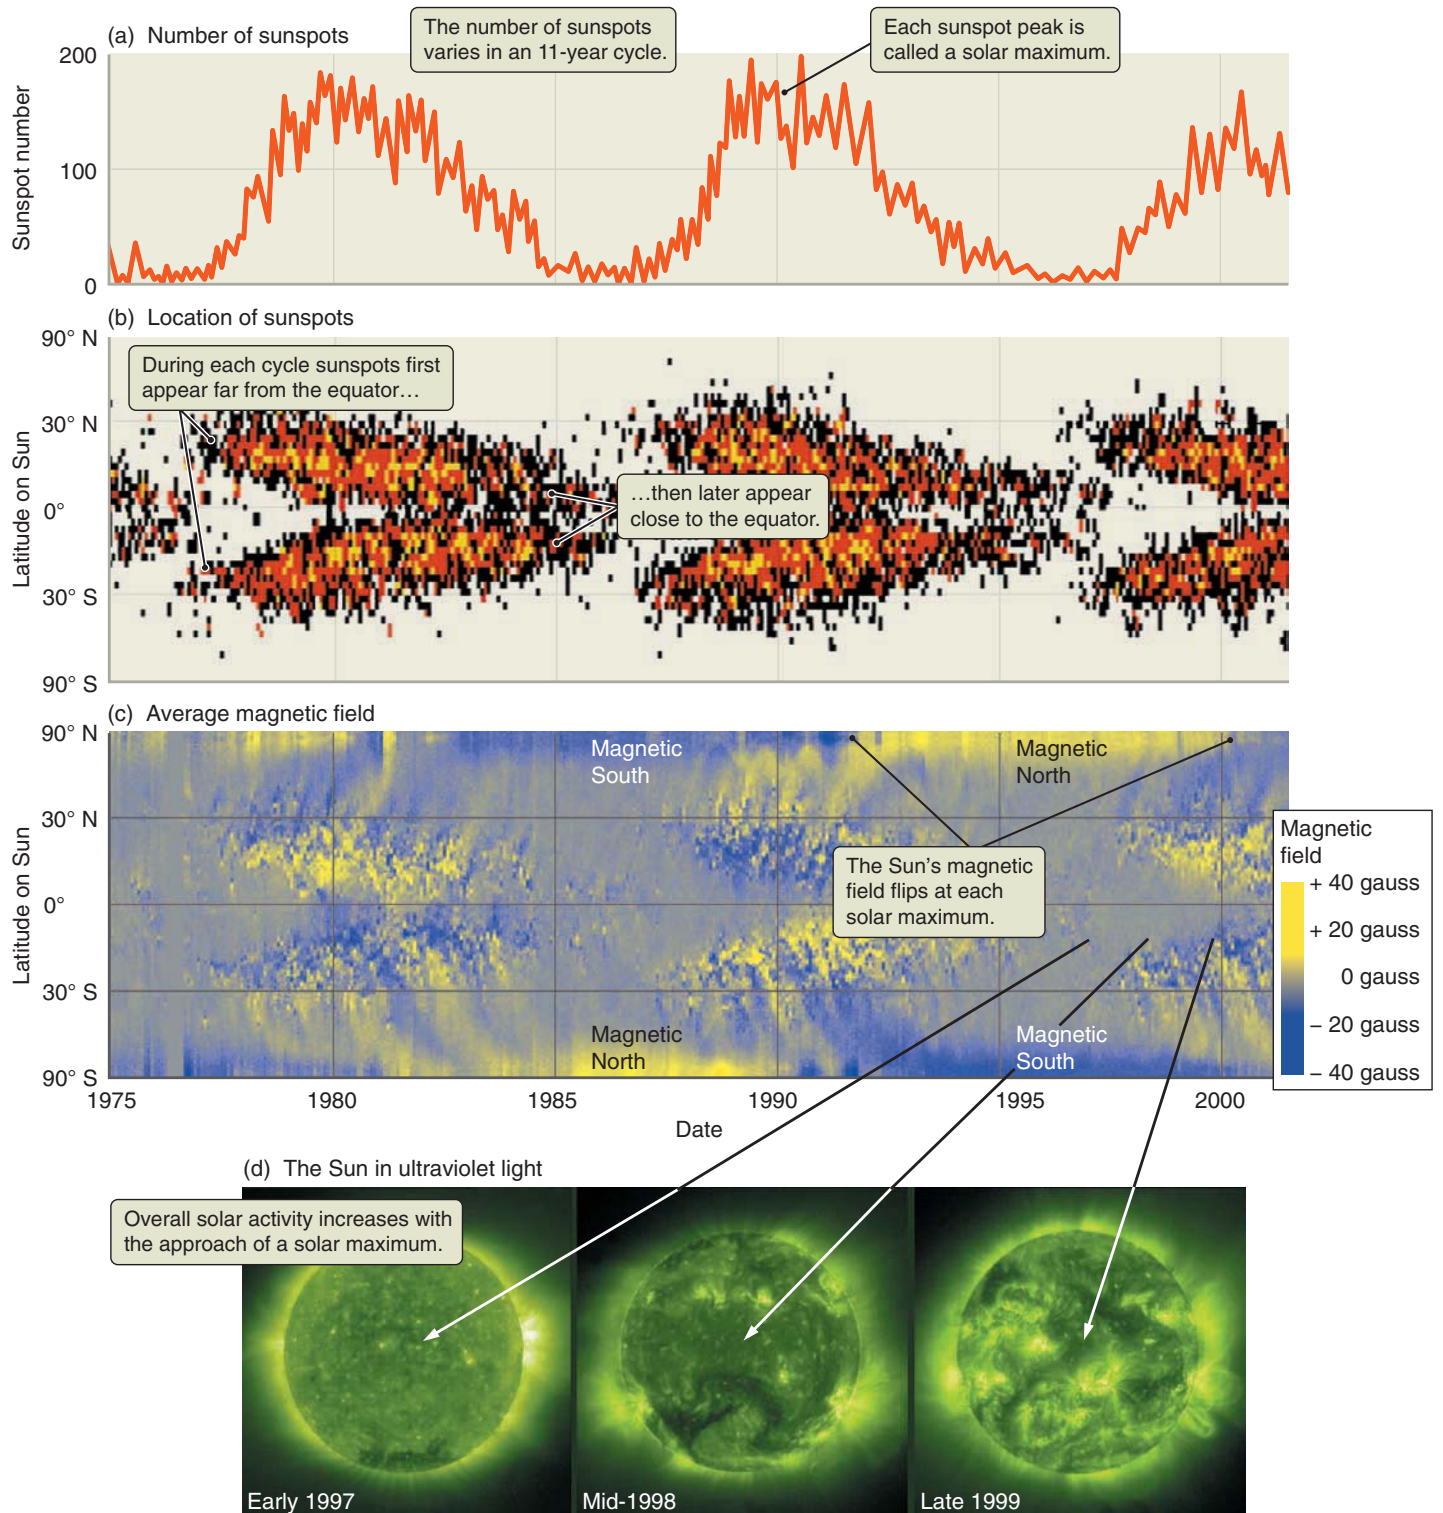 (a) Number of sunspots
The number of sunspots
varies in an 11-year cycle.
Each sunspot peak is
called a solar maximum.
Sunspot number
200
100
0
(b) Location of sunspots
Latitude on Sun
90° N
30° N
0°
30° S
90° S
During each cycle sunspots first
appear far from the equator…
…then later appear
close to the equator.
(c) Average magnetic field
Latitude on Sun
90° N
30° N
0°
30° S
90° S
Magnetic
South
Magnetic
North
The Sun’s magnetic
field flips at each
solar maximum.
Magnetic
North
Magnetic
South
Magnetic
field
+ 40 gauss
+ 20 gauss
0 gauss
– 20 gauss
– 40 gauss
1975
1980
1985
1990
1995
2000
Date
(d) The Sun in ultraviolet light
Overall solar activity increases with
the approach of a solar maximum.
Early 1997
Mid-1998
Late 1999